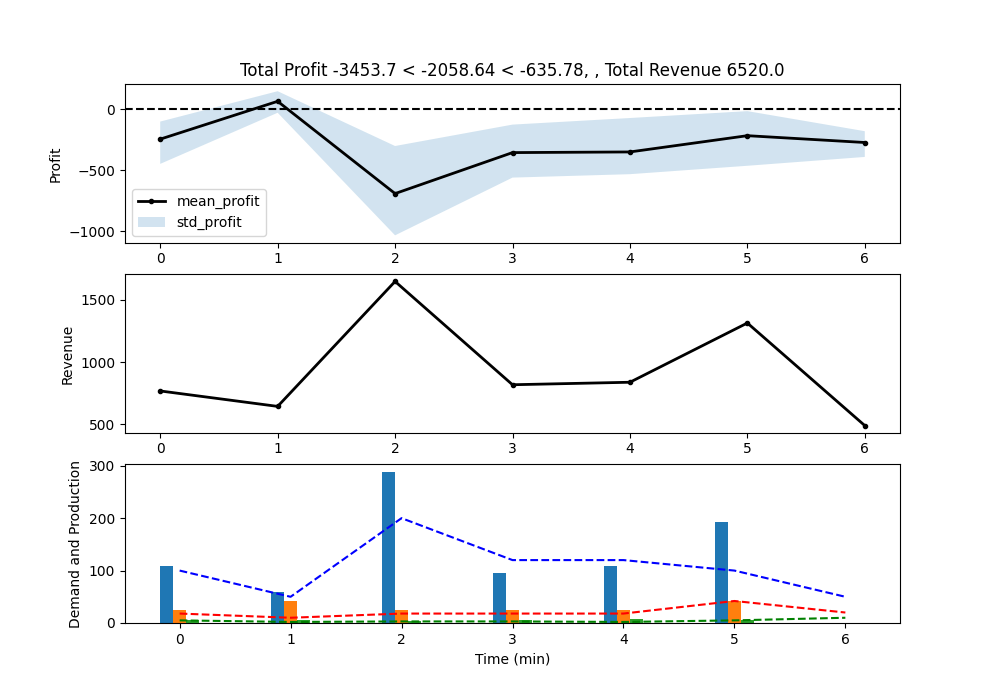 Total Profit -3453.7 < -2058.64 < -635.78, , Total Revenue 6520.0
Profit
0
−500
−1000
mean_profit
std_profit
0 1 2 3 4 5 6
Revenue
1500
1000
500
0 1 2 3 4 5 6
Demand and Production
300
200
100
0
0 1 2 3 4 5 6
Time (min)